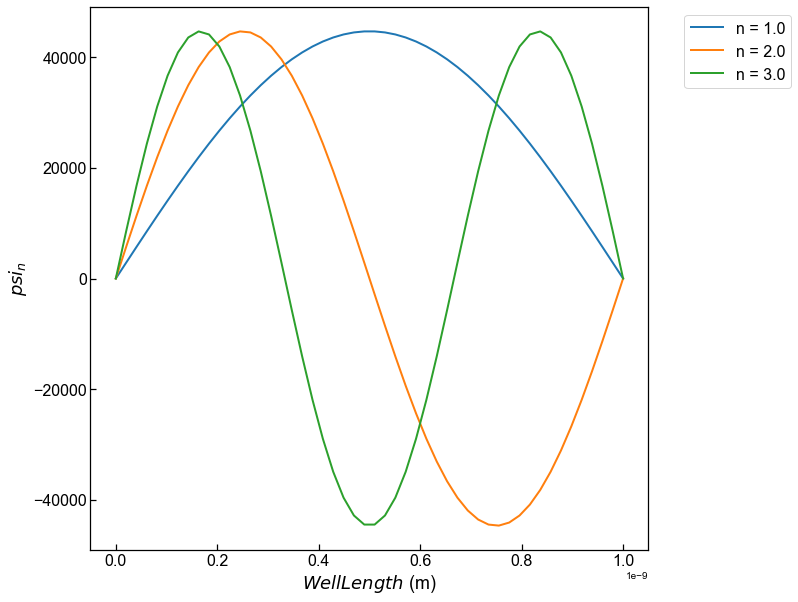 n = 1.0
n = 2.0
n = 3.0
40000
20000
0
−20000
−40000
psi_n
0.0 0.2 0.4 0.6 0.8 1.0
1e−9
WellLength (m)